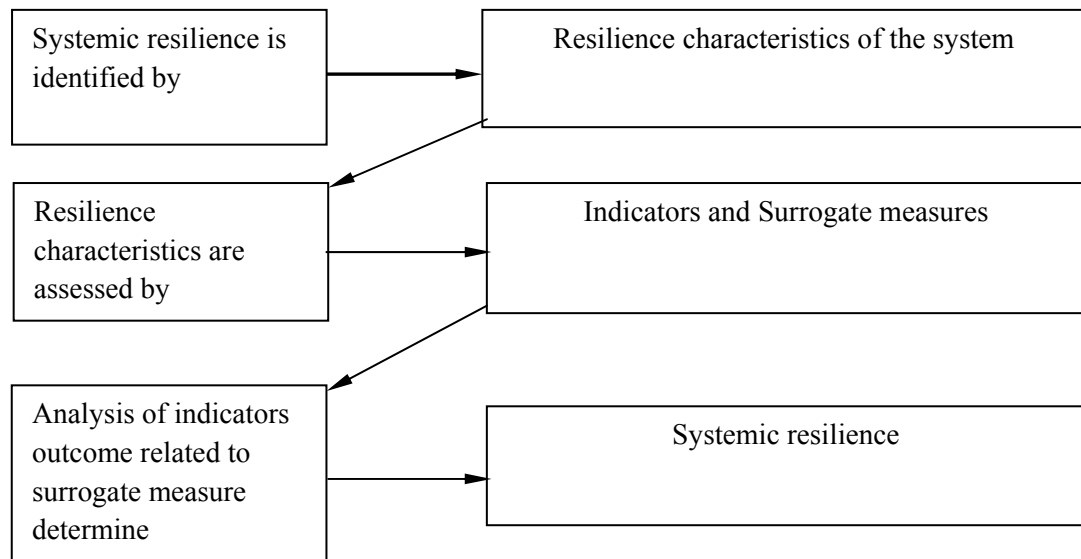 Systemic resilience is
identified by
Resilience characteristics of the system
Resilience
characteristics are
assessed by
Indicators and Surrogate measures
Analysis of indicators
outcome related to
surrogate measure
determine
Systemic resilience